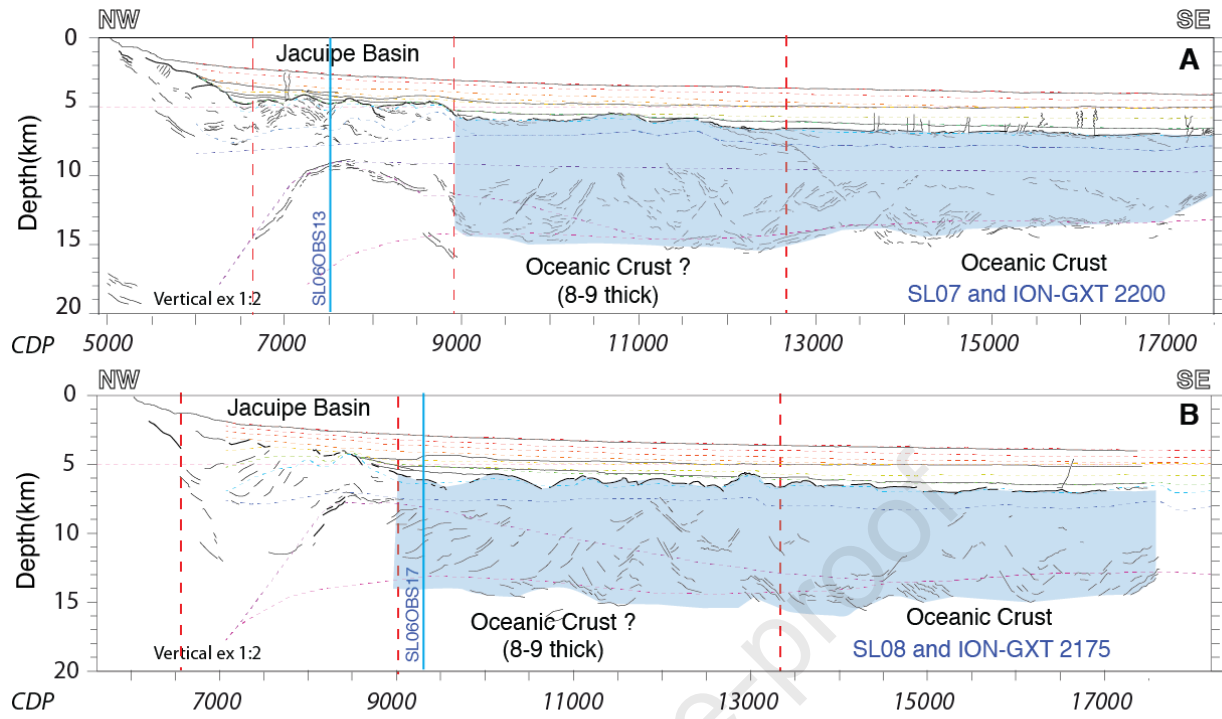 NW
SE
Jacuipe Basin
A
0
5
10
15
20
Depth(km)
SL06OBS13
Vertical ex 1:2
Oceanic Crust ?
(8-9 thick)
Oceanic Crust
SL07 and ION-GXT 2200
CDP
5000 7000 9000 11000 13000 15000 17000
NW
SE
Jacuipe Basin
B
0
5
10
15
20
Depth(km)
SL06OBS17
Vertical ex 1:2
Oceanic Crust ?
(8-9 thick)
Oceanic Crust
SL08 and ION-GXT 2175
CDP
7000 9000 11000 13000 15000 17000
e-proof